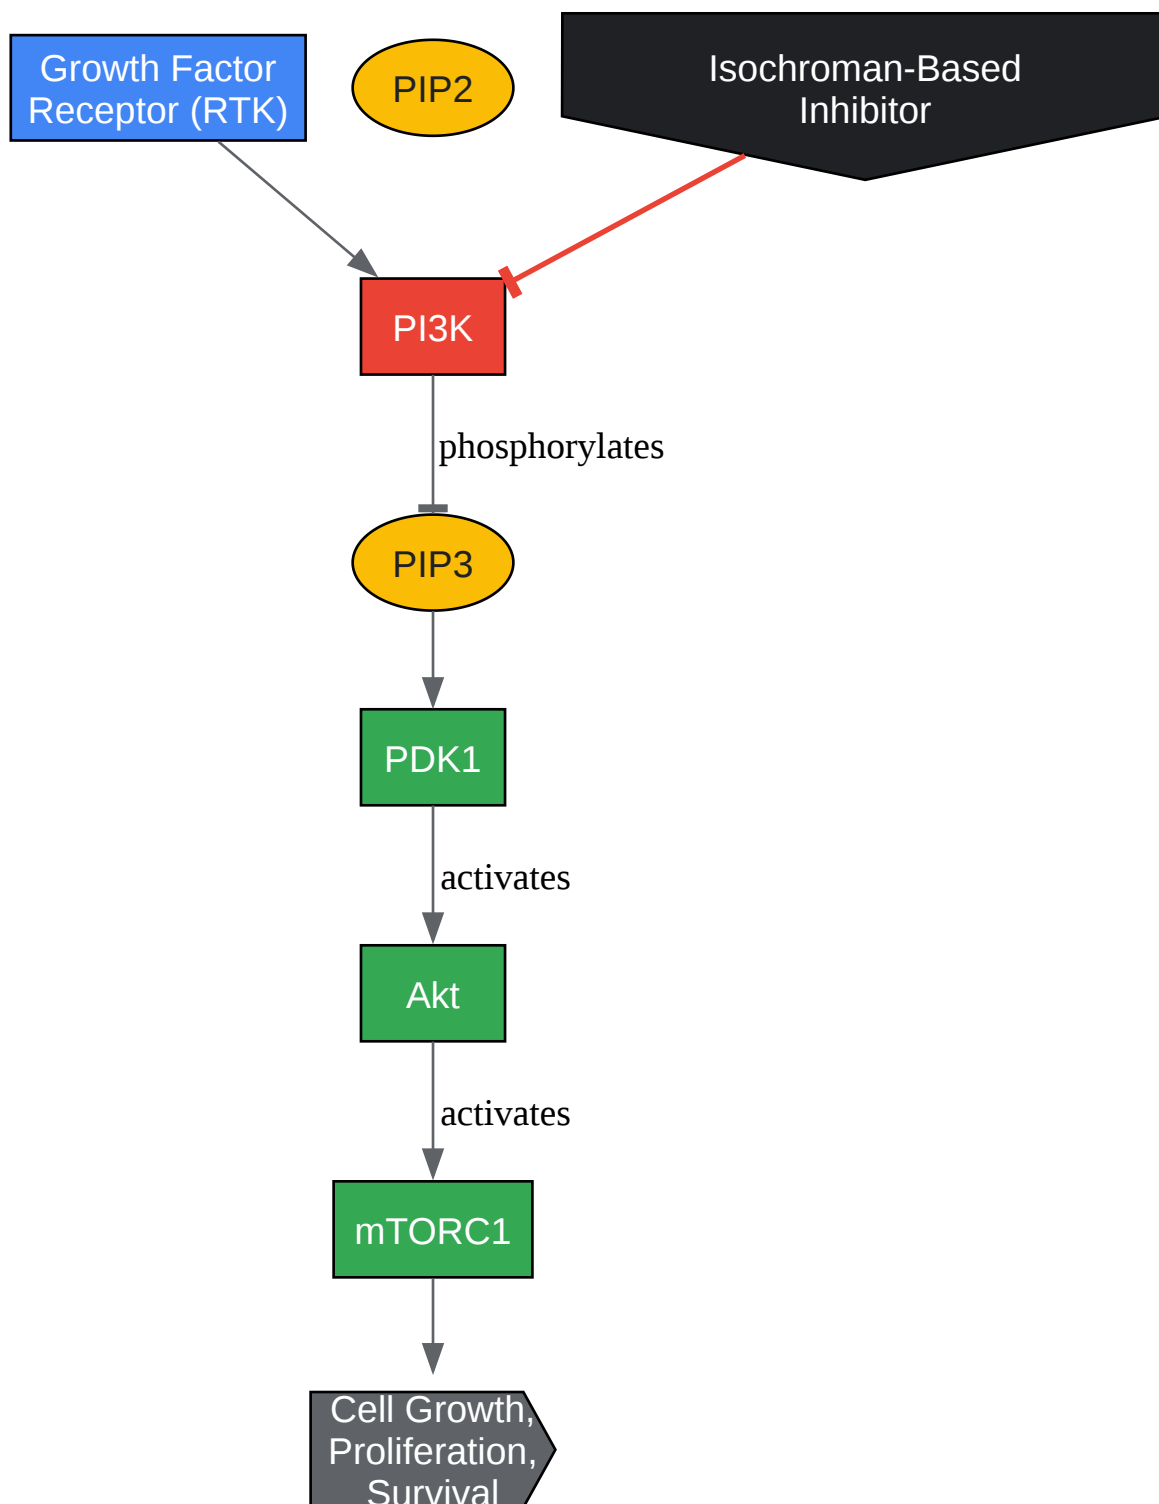 Growth Factor
Receptor (RTK)
PIP2
Isochroman-Based
Inhibitor
PI3K
phosphorylates
PIP3
PDK1
activates
Akt
activates
mTORC1
Cell Growth,
Proliferation,
Survival